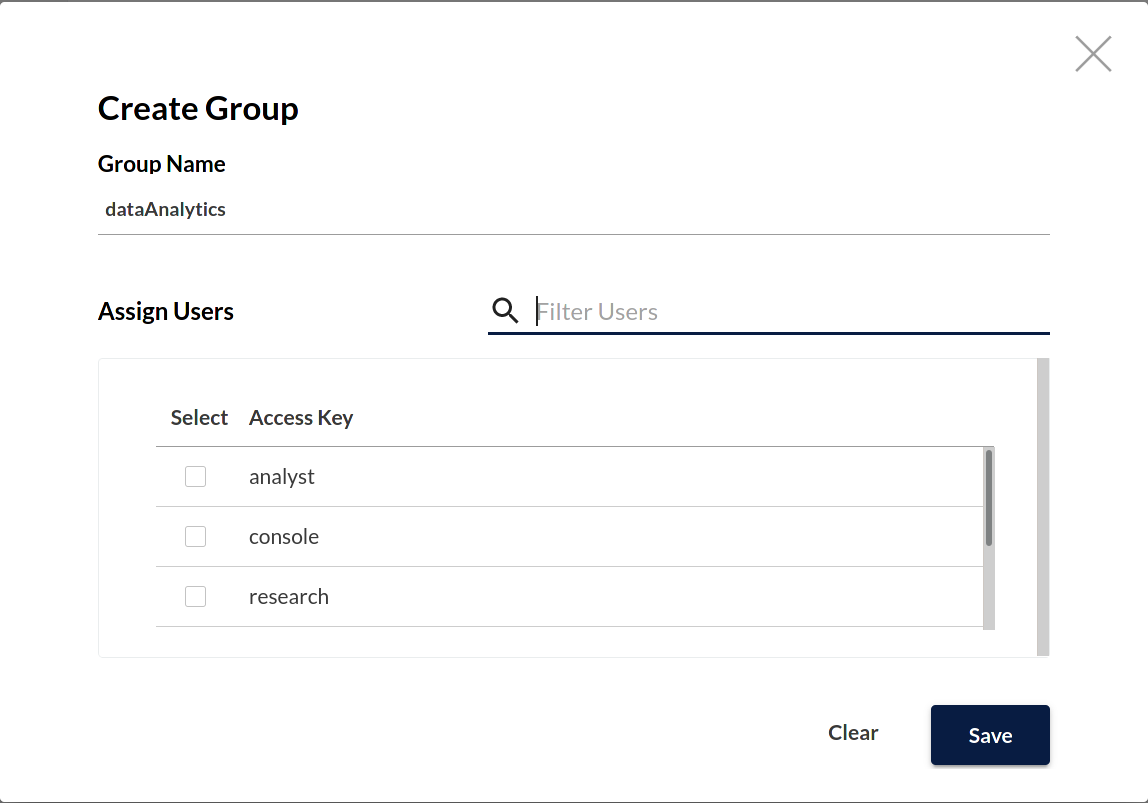 Create Group
Group Name
dataAnalytics
Assign Users
Filter Users
Select Access Key
analyst
console
research
Clear
Save